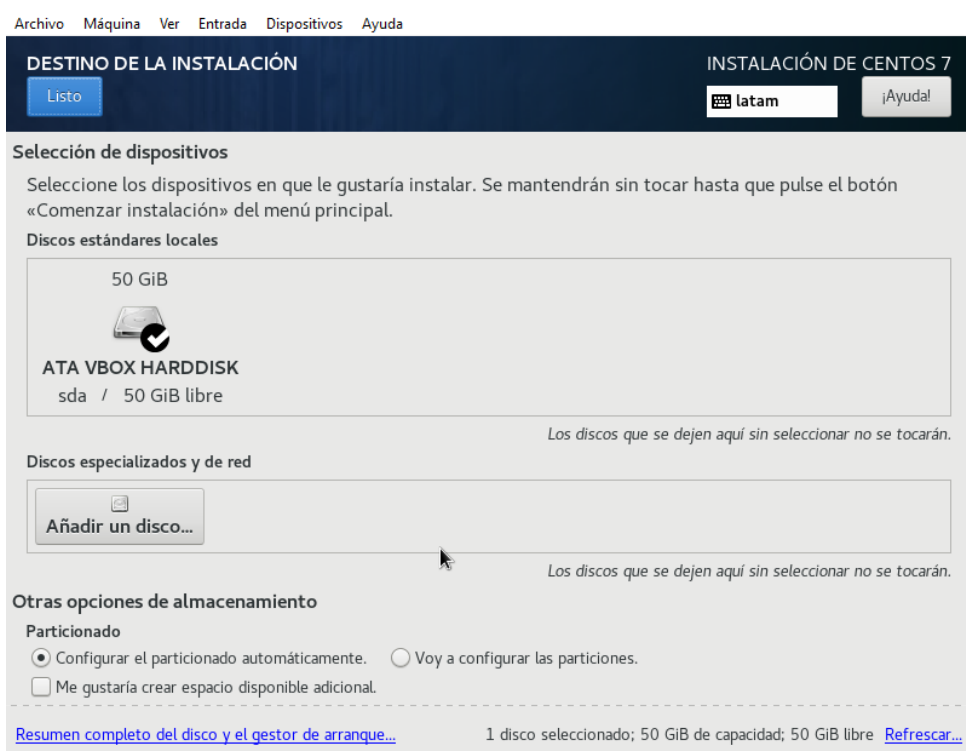 Archivo Máquina Ver Entrada Dispositivos Ayuda
DESTINO DE LA INSTALACIÓN
Listo
INSTALACIÓN DE CENTOS 7
latam
¡Ayuda!
Selección de dispositivos
Seleccione los dispositivos en que le gustaría instalar. Se mantendrán sin tocar hasta que pulse el botón
«Comenzar instalación» del menú principal.
Discos estándares locales
50 GiB
ATA VBOX HARDDISK
sda / 50 GiB libre
Los discos que se dejen aquí sin seleccionar no se tocarán.
Discos especializados y de red
Añadir un disco...
Los discos que se dejen aquí sin seleccionar no se tocarán.
Otras opciones de almacenamiento
Particionado
Configurar el particionado automáticamente. Voy a configurar las particiones.
Me gustaría crear espacio disponible adicional.
Resumen completo del disco y el gestor de arranque... 1 disco seleccionado; 50 GiB de capacidad; 50 GiB libre Refrescar...